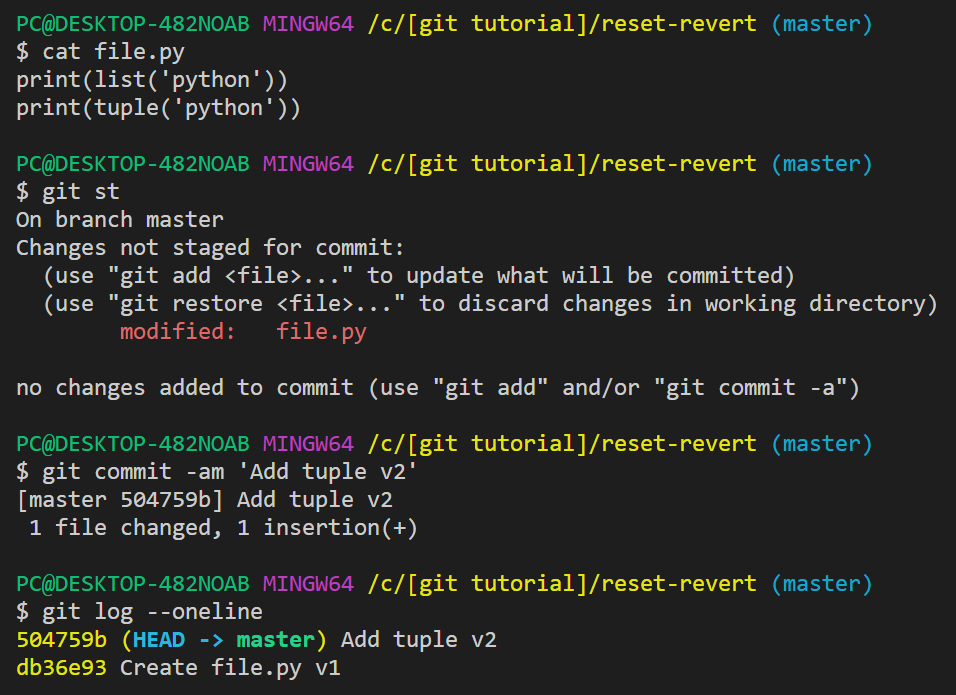 PC@DESKTOP-482NOAB MINGW64 /c/[git tutorial]/reset-revert (master)
$ cat file.py
print(list('python'))
print(tuple('python'))
PC@DESKTOP-482NOAB MINGW64 /c/[git tutorial]/reset-revert (master)
$ git st
On branch master
Changes not staged for commit:
  (use "git add <file>..." to update what will be committed)
  (use "git restore <file>..." to discard changes in working directory)
        modified:   file.py
no changes added to commit (use "git add" and/or "git commit -a")
PC@DESKTOP-482NOAB MINGW64 /c/[git tutorial]/reset-revert (master)
$ git commit -am 'Add tuple v2'
[master 504759b] Add tuple v2
 1 file changed, 1 insertion(+)
PC@DESKTOP-482NOAB MINGW64 /c/[git tutorial]/reset-revert (master)
$ git log --oneline
504759b (HEAD -> master) Add tuple v2
db36e93 Create file.py v1